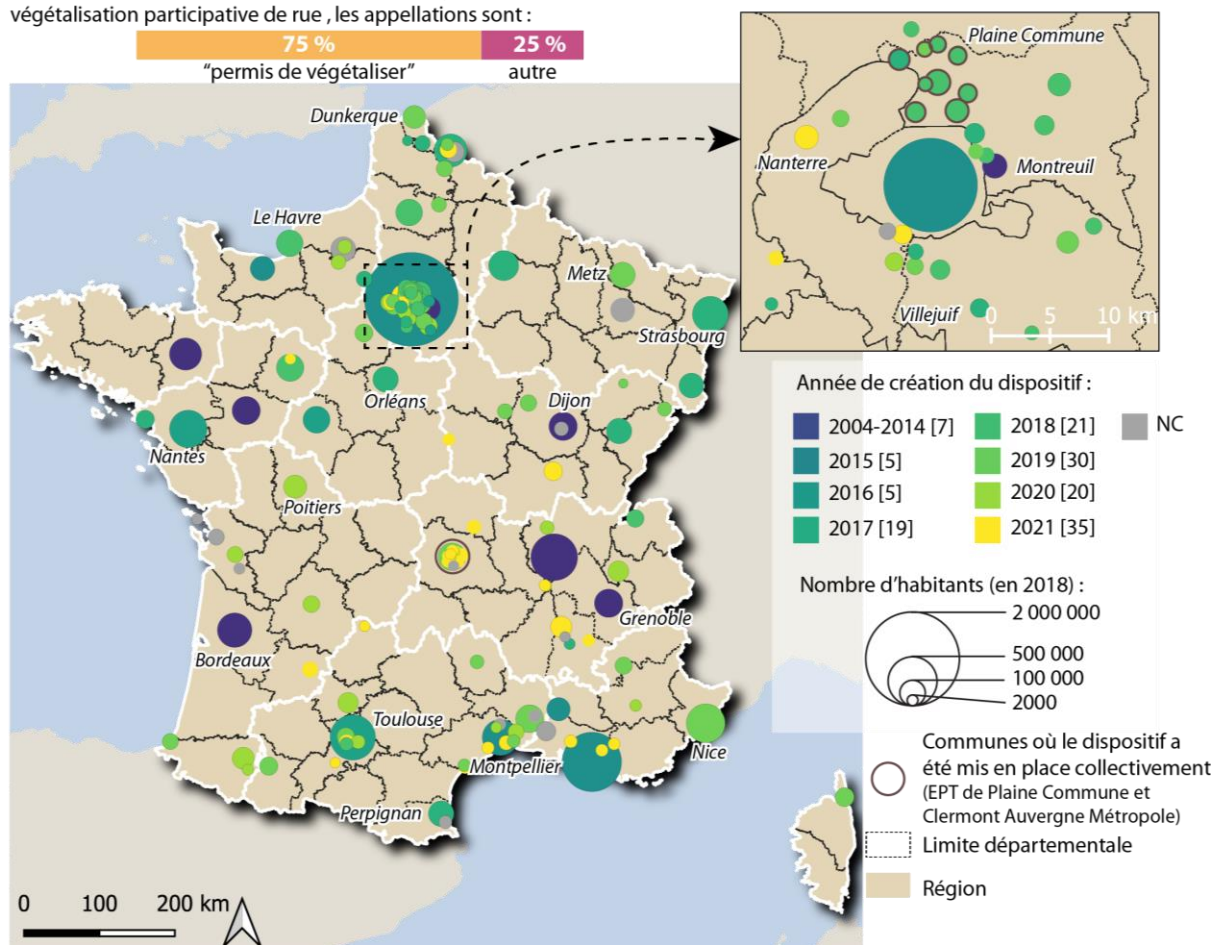 végétalisation participative de rue , les appellations sont :
75 %
25 %
“permis de végétaliser”
autre
Plaine Commune
Nanterre
Montreuil
Villejuif
0 5 10 km
Dunkerque
Le Havre
Metz
Strasbourg
Orléans
Dijon
Nantes
Poitiers
Grenoble
Bordeaux
Toulouse
Montpellier
Nice
Perpignan
0 100 200 km
Année de création du dispositif :
2004-2014 [7]
2015 [5]
2016 [5]
2017 [19]
2018 [21]
2019 [30]
2020 [20]
2021 [35]
NC
Nombre d’habitants (en 2018) :
2 000 000
500 000
100 000
2000
Communes où le dispositif a
été mis en place collectivement
(EPT de Plaine Commune et
Clermont Auvergne Métropole)
Limite départementale
Région